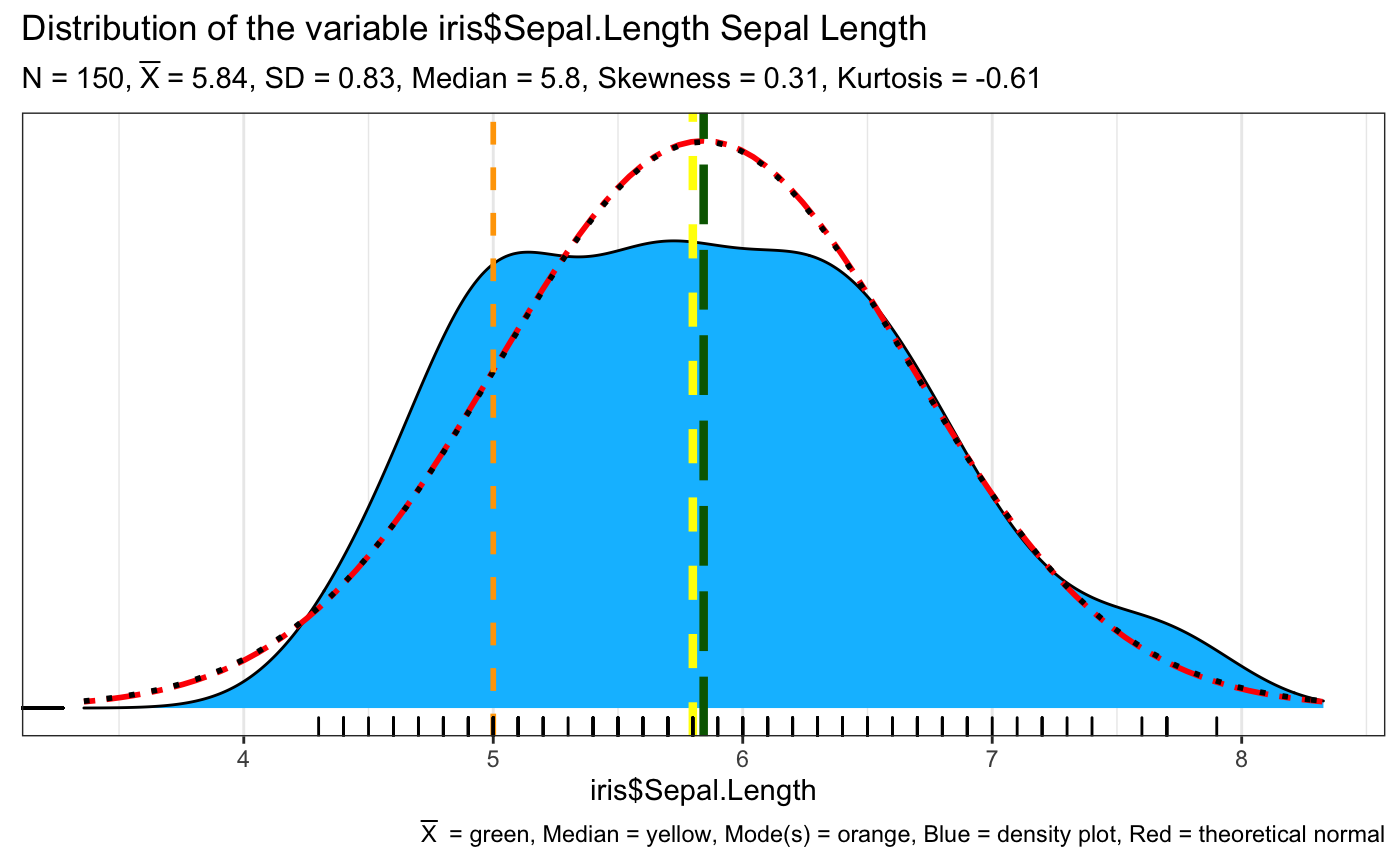 Distribution of the variable iris$Sepal.Length Sepal Length
N = 150, X̅ = 5.84, SD = 0.83, Median = 5.8, Skewness = 0.31, Kurtosis = -0.61
4 5 6 7 8
iris$Sepal.Length
X̅ = green, Median = yellow, Mode(s) = orange, Blue = density plot, Red = theoretical normal